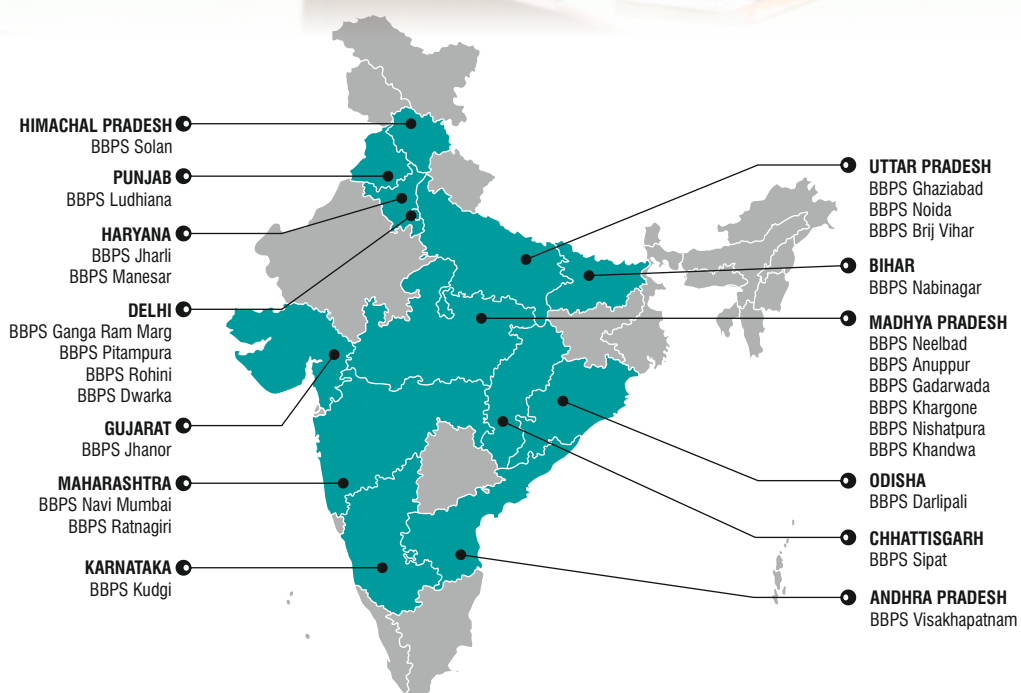 HIMACHAL PRADESH
BBPS Solan
PUNJAB
BBPS Ludhiana
HARYANA
BBPS Jharli
BBPS Manesar
DELHI
BBPS Ganga Ram Marg
BBPS Pitampura
BBPS Rohini
BBPS Dwarka
GUJARAT
BBPS Jhanor
MAHARASHTRA
BBPS Navi Mumbai
BBPS Ratnagiri
KARNATAKA
BBPS Kudgi
UTTAR PRADESH
BBPS Ghaziabad
BBPS Noida
BBPS Brij Vihar
BIHAR
BBPS Nabinagar
MADHYA PRADESH
BBPS Neelbad
BBPS Anuppur
BBPS Gadarwada
BBPS Khargone
BBPS Nishatpura
BBPS Khandwa
ODISHA
BBPS Darlipali
CHHATTISGARH
BBPS Sipat
ANDHRA PRADESH
BBPS Visakhapatnam